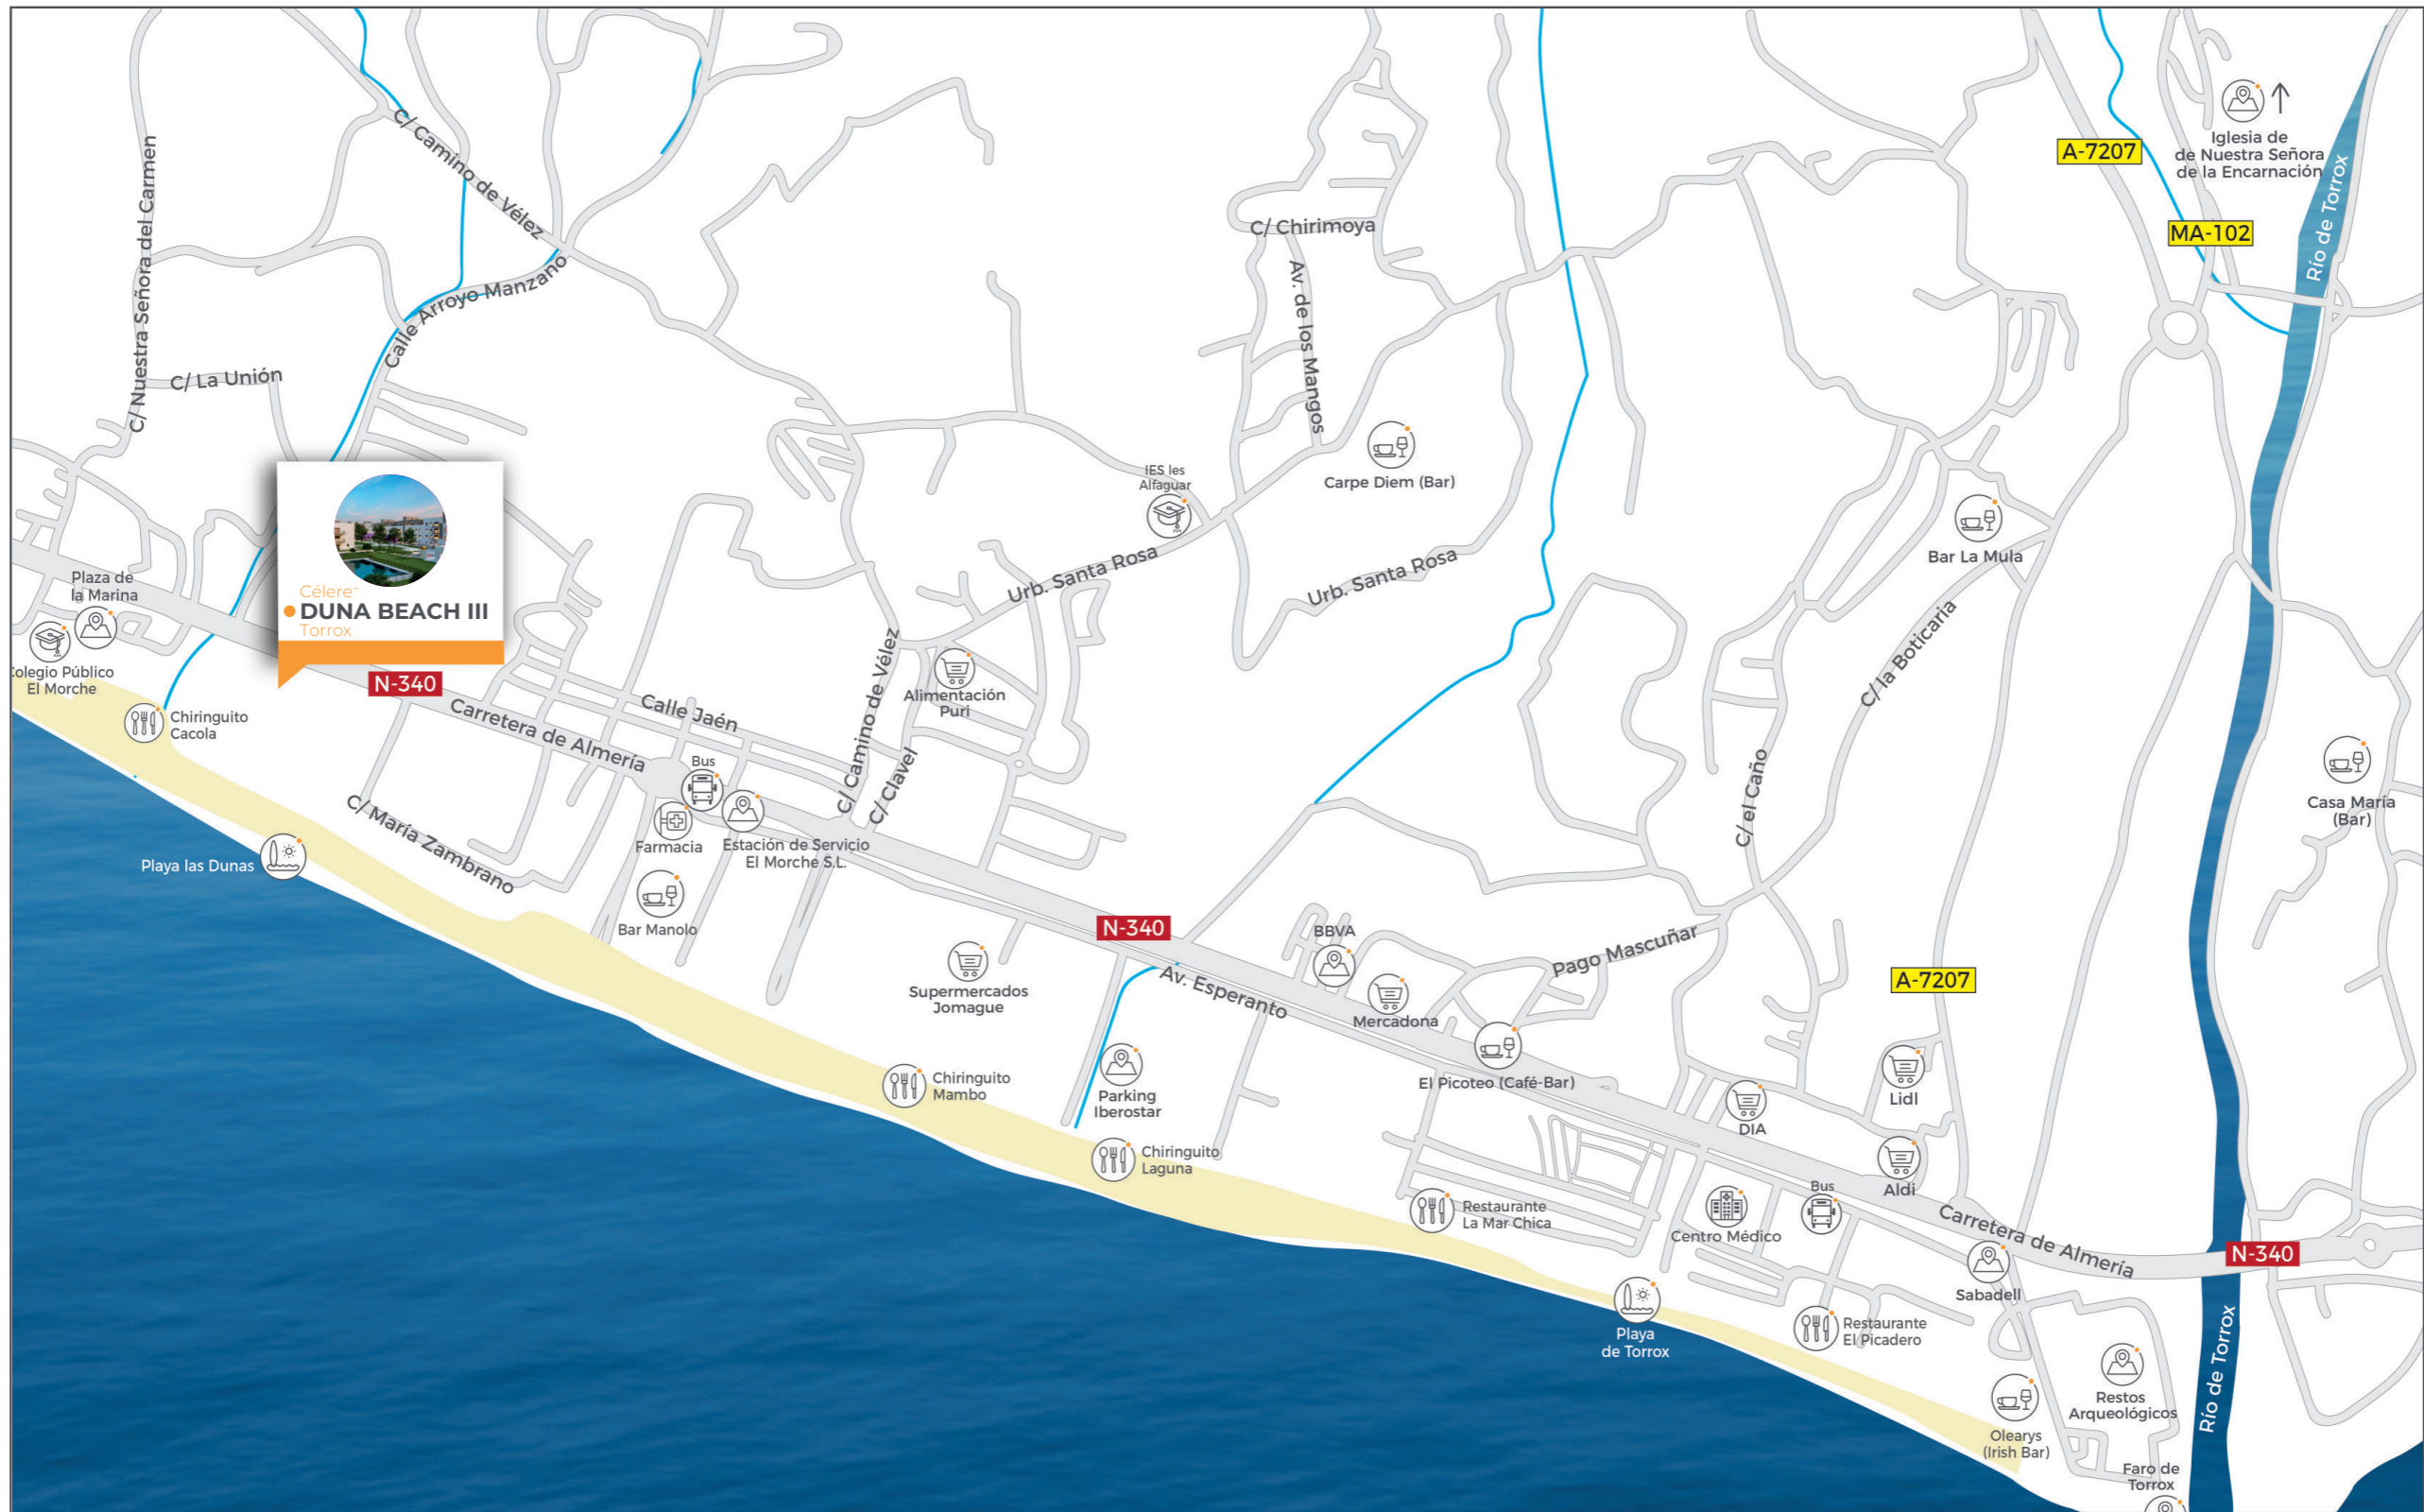 A-7207
Iglesia de
de Nuestra Señora
de la Encarnación
MA-102
Río de Torrox
C/ Camino de Vélez
C/ Nuestra Señora del Carmen
Calle Arroyo Manzano
C/ La Unión
C/ Chirimoya
Av. de los Mangos
Carpe Diem (Bar)
IES les
Alfaguar
Urb. Santa Rosa
Urb. Santa Rosa
Bar La Mula
C/ la Boticaria
Plaza de
la Marina
Célere
DUNA BEACH III
Torrox
olegio Público
El Morche
N-340
Chiringuito
Cacola
Carretera de Almería
Calle Jaén
C/ Camino de Vélez
C/ Clavel
Alimentación
Puri
Bus
Farmacia
Estación de Servicio
El Morche S.L.
C/ María Zambrano
Playa las Dunas
Bar Manolo
C/ el Caño
Casa María
(Bar)
N-340
Av. Esperanto
BBVA
Mercadona
Pago Mascuñar
A-7207
Supermercados
Jomague
Chiringuito
Mambo
Parking
Iberostar
El Picoteo (Café-Bar)
Lidl
DIA
Chiringuito
Laguna
Aldi
Restaurante
La Mar Chica
Centro Médico
Bus
Carretera de Almería
N-340
Sabadell
Playa
de Torrox
Restaurante
El Picadero
Río de Torrox
Restos
Arqueológicos
Olearys
(Irish Bar)
Faro de
Torrox